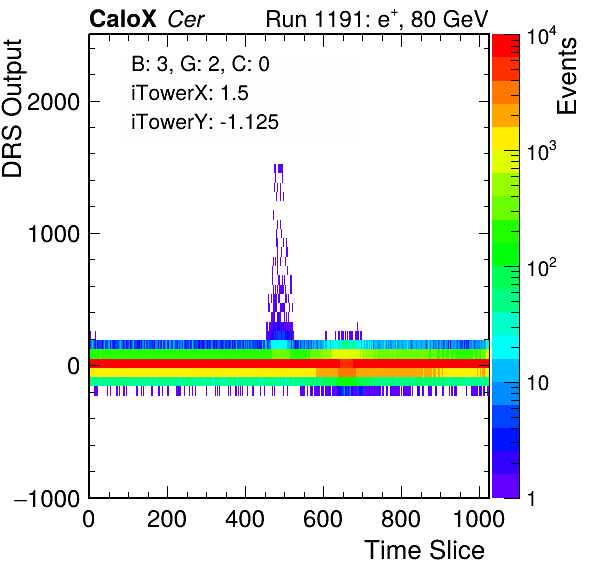 CaloX Cer
Run 1191: e⁺, 80 GeV
B: 3, G: 2, C: 0
iTowerX: 1.5
iTowerY: -1.125
DRS Output
2000
1000
0
−1000
0 200 400 600 800 1000
Time Slice
Events
10⁴
10³
10²
10
1